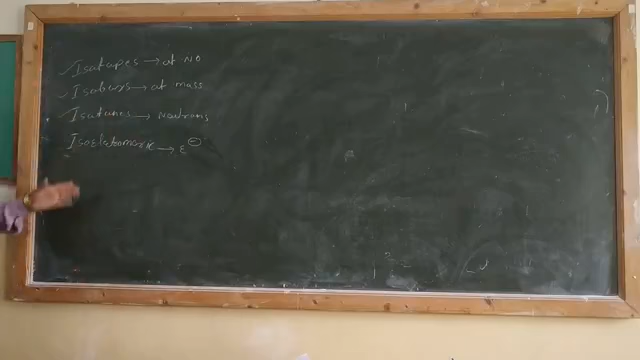 ✓ Isotopes → at No
✓ Isobars → at mass
✓ Isotones → Neutrons
Isoelectronic → e⊖